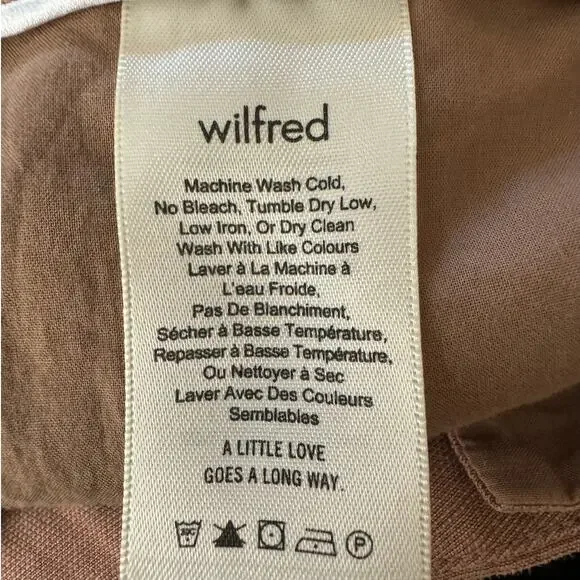 wilfred
Machine Wash Cold,
No Bleach, Tumble Dry Low,
Low Iron, Or Dry Clean
Wash With Like Colours
Laver à La Machine à
L'eau Froide,
Pas De Blanchiment,
Sécher à Basse Température,
Repasser à Basse Température,
Ou Nettoyer à Sec
Laver Avec Des Couleurs
Semblables
A LITTLE LOVE
GOES A LONG WAY.
P